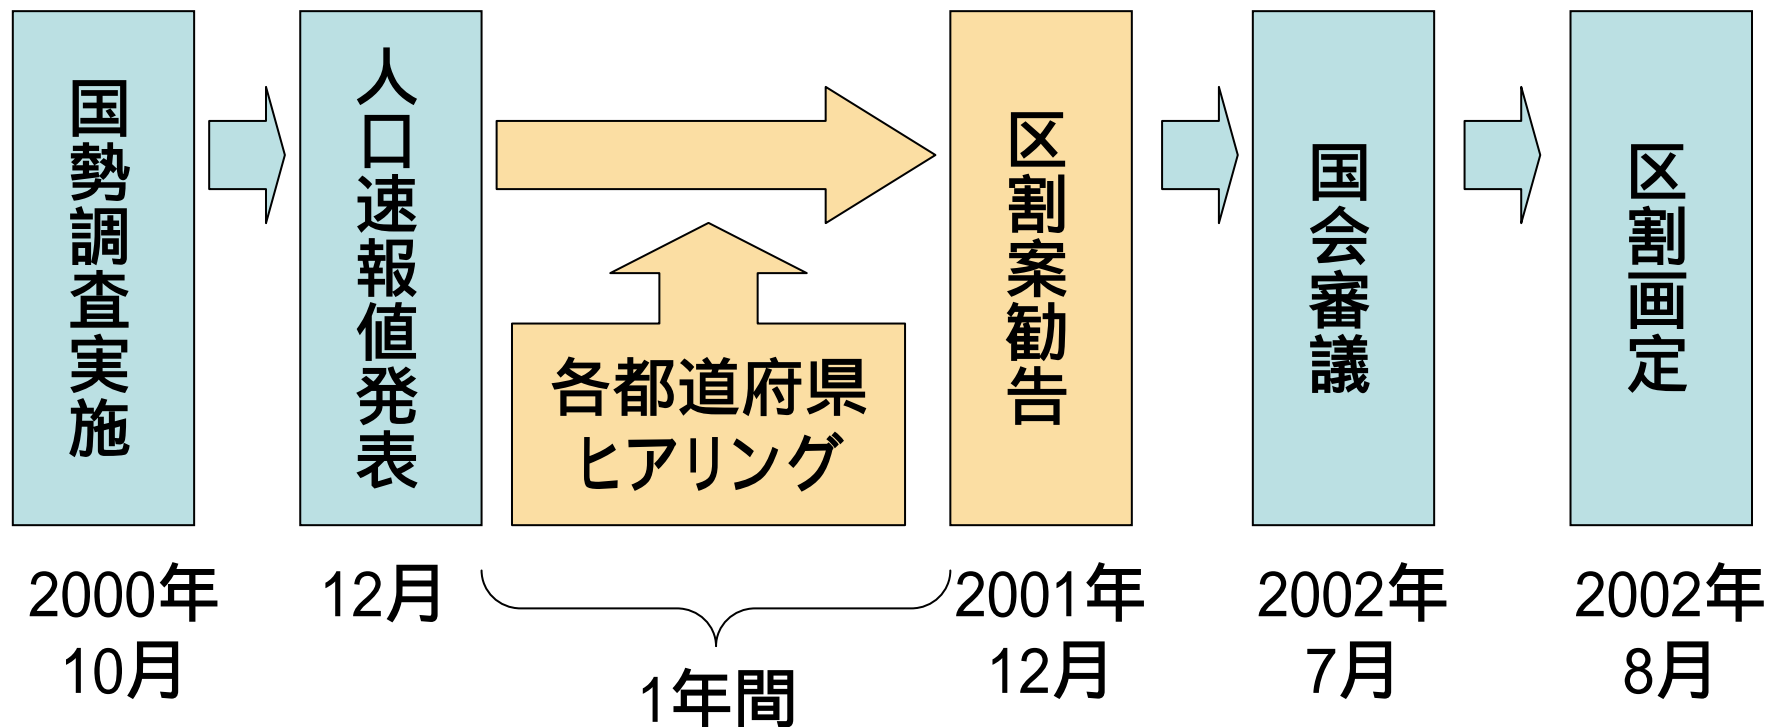 国勢調査実施
人口速報値発表
各都道府県
ヒアリング
区割案勧告
国会審議
区割画定
2000年
10月
12月
1年間
2001年
12月
2002年
7月
2002年
8月